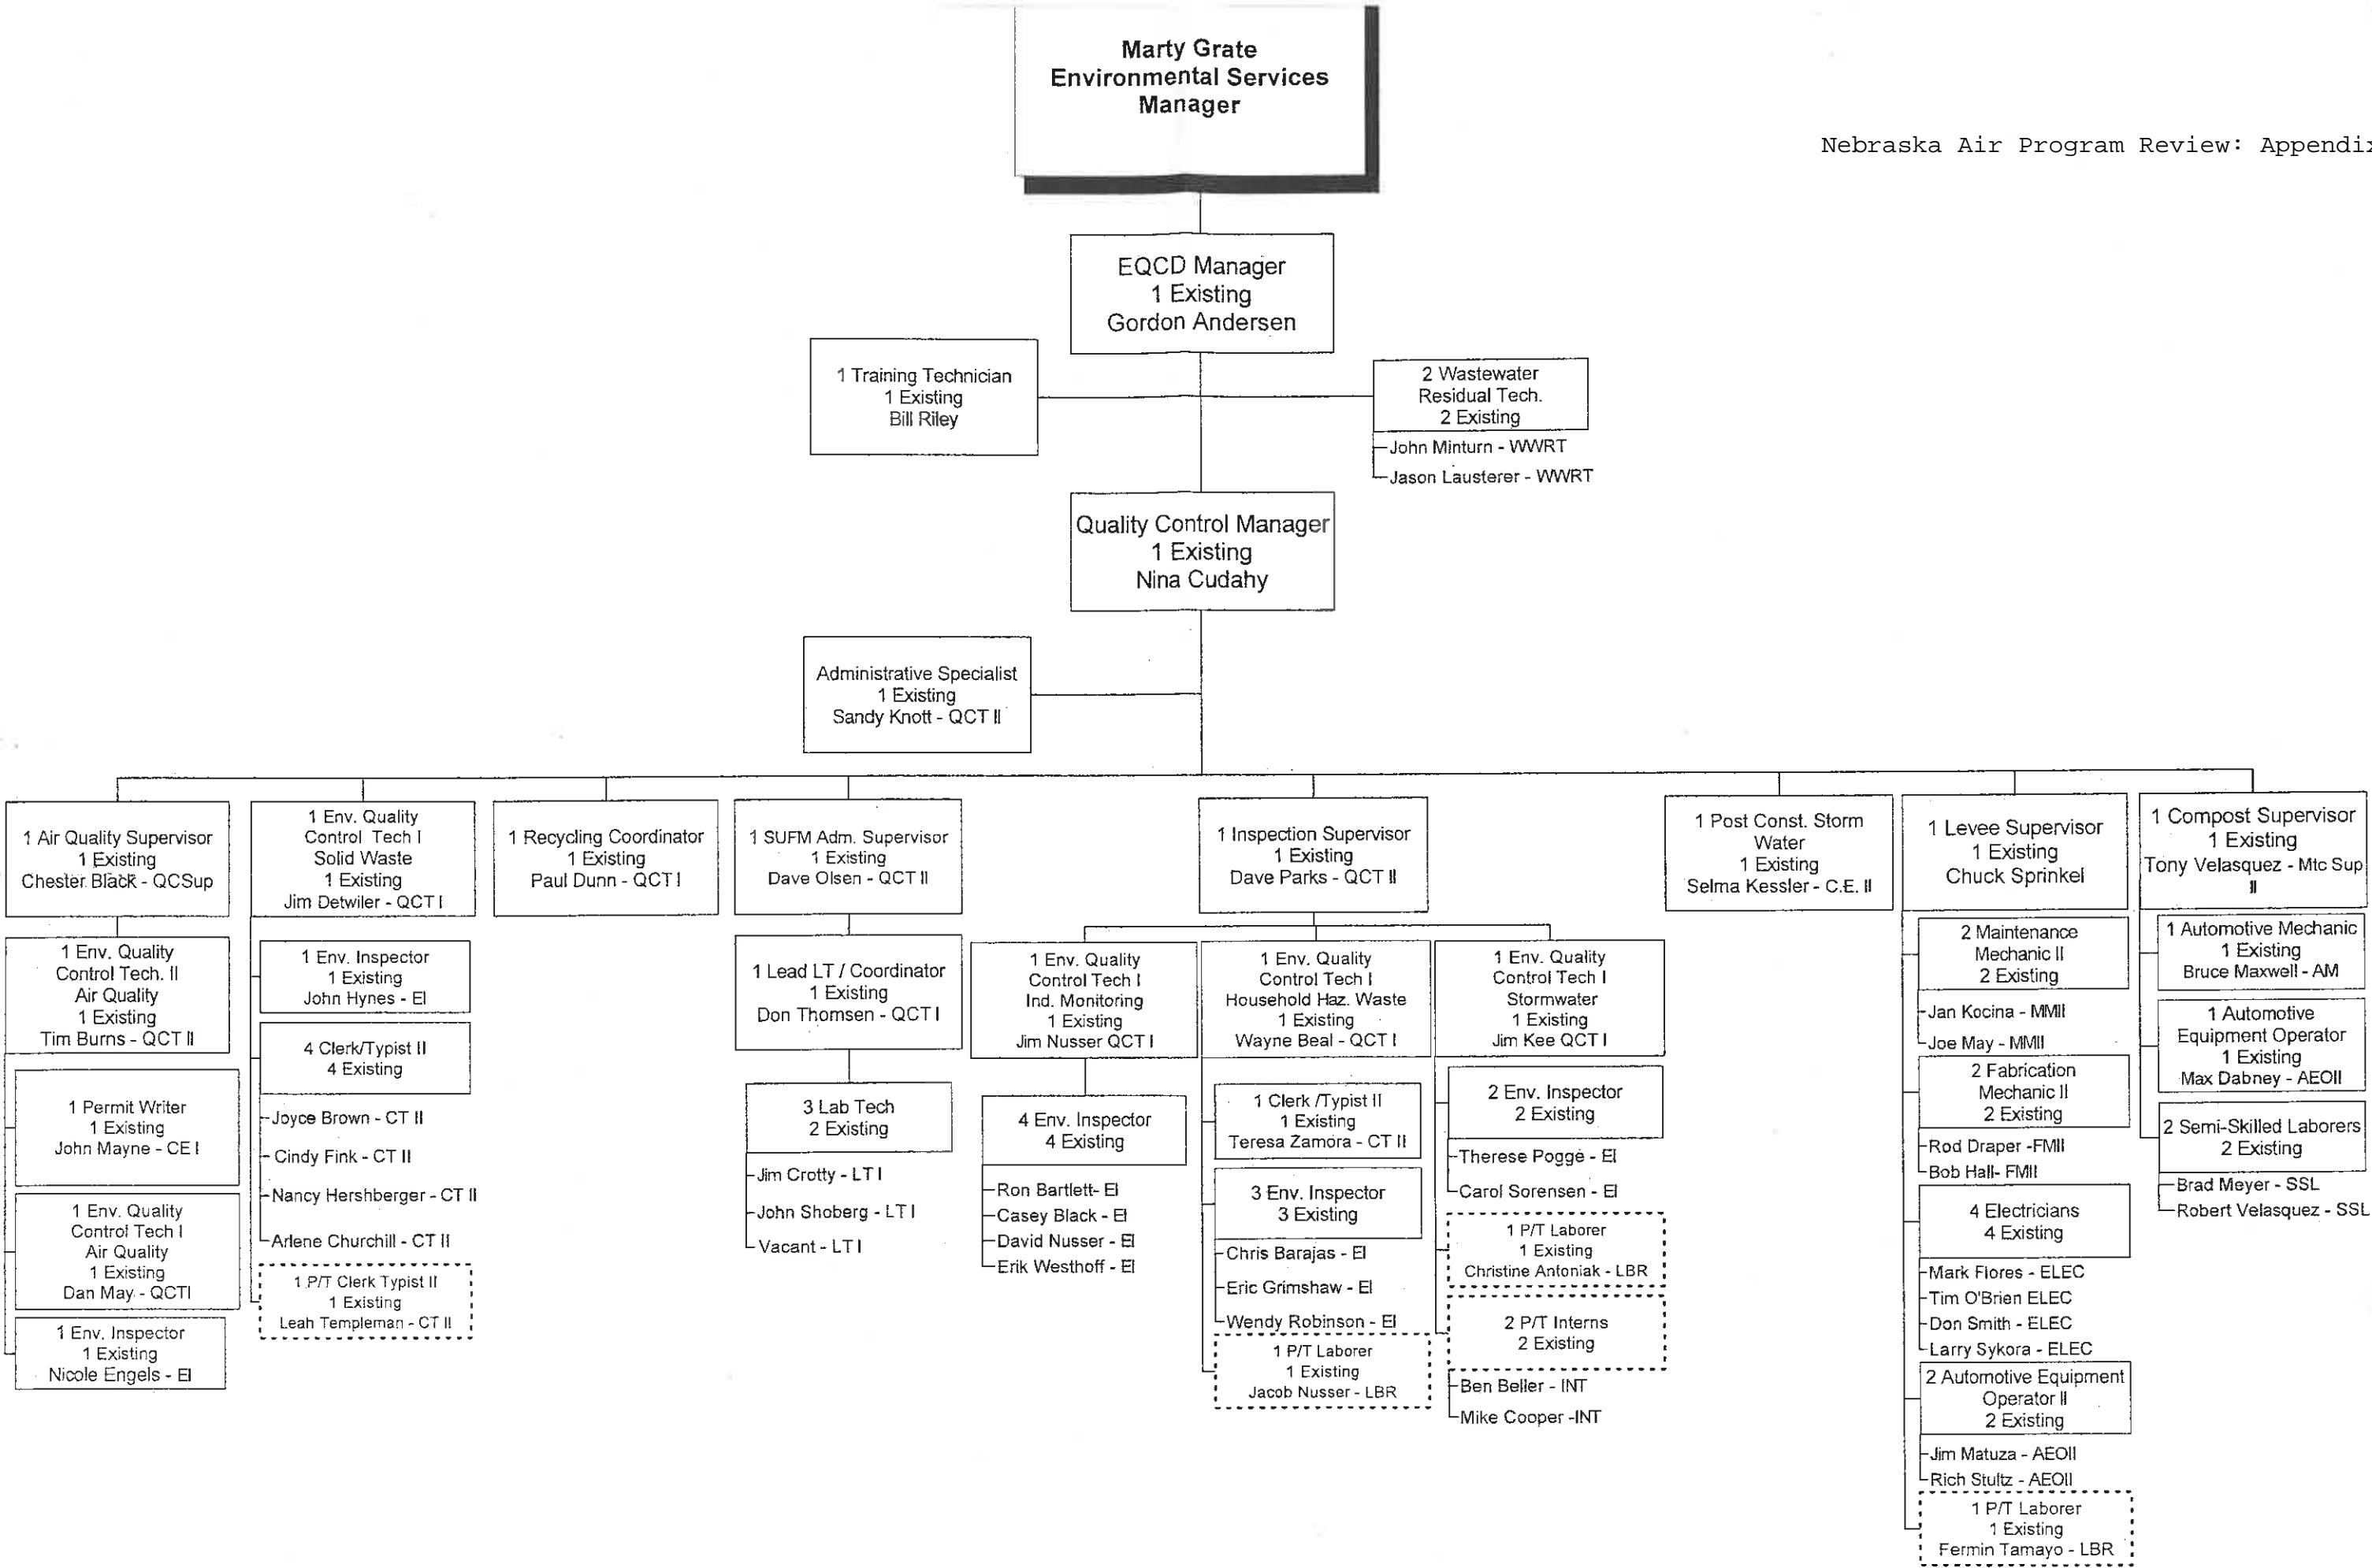 Marty Grate
Environmental Services
Manager
Nebraska Air Program Review: Appendix
EQCD Manager
1 Existing
Gordon Andersen
1 Training Technician
1 Existing
Bill Riley
2 Wastewater
Residual Tech.
2 Existing
John Minturn - WWRT
Jason Lausterer - WWRT
Quality Control Manager
1 Existing
Nina Cudahy
Administrative Specialist
1 Existing
Sandy Knott - QCT II
1 Air Quality Supervisor
1 Existing
Chester Black - QCSup
1 Env. Quality
Control Tech. II
Air Quality
1 Existing
Tim Burns - QCT II
1 Permit Writer
1 Existing
John Mayne - CE I
1 Env. Quality
Control Tech I
Air Quality
1 Existing
Dan May - QCTI
1 Env. Inspector
1 Existing
Nicole Engels - EI
1 Env. Quality
Control Tech I
Solid Waste
1 Existing
Jim Detwiler - QCT I
1 Env. Inspector
1 Existing
John Hynes - EI
4 Clerk/Typist II
4 Existing
Joyce Brown - CT II
Cindy Fink - CT II
Nancy Hershberger - CT II
Arlene Churchill - CT II
1 P/T Clerk Typist II
1 Existing
Leah Templeman - CT II
1 Recycling Coordinator
1 Existing
Paul Dunn - QCT I
1 SUFM Adm. Supervisor
1 Existing
Dave Olsen - QCT II
1 Lead LT / Coordinator
1 Existing
Don Thomsen - QCT I
3 Lab Tech
2 Existing
Jim Crotty - LT I
John Shoberg - LT I
Vacant - LT I
1 Inspection Supervisor
1 Existing
Dave Parks - QCT II
1 Env. Quality
Control Tech I
Ind. Monitoring
1 Existing
Jim Nusser QCT I
4 Env. Inspector
4 Existing
Ron Bartlett- EI
Casey Black - EI
David Nusser - EI
Erik Westhoff - EI
1 Env. Quality
Control Tech I
Household Haz. Waste
1 Existing
Wayne Beal - QCT I
1 Clerk /Typist II
1 Existing
Teresa Zamora - CT II
3 Env. Inspector
3 Existing
Chris Barajas - EI
Eric Grimshaw - EI
Wendy Robinson - EI
1 P/T Laborer
1 Existing
Jacob Nusser - LBR
1 Env. Quality
Control Tech I
Stormwater
1 Existing
Jim Kee QCT I
2 Env. Inspector
2 Existing
Therese Pogge - EI
Carol Sorensen - EI
1 P/T Laborer
1 Existing
Christine Antoniak - LBR
2 P/T Interns
2 Existing
Ben Beller - INT
Mike Cooper -INT
1 Post Const. Storm
Water
1 Existing
Selma Kessler - C.E. II
1 Levee Supervisor
1 Existing
Chuck Sprinkel
2 Maintenance
Mechanic II
2 Existing
Jan Kocina - MMII
Joe May - MMII
2 Fabrication
Mechanic II
2 Existing
Rod Draper -FMII
Bob Hall- FMII
4 Electricians
4 Existing
Mark Flores - ELEC
Tim O'Brien ELEC
Don Smith - ELEC
Larry Sykora - ELEC
2 Automotive Equipment
Operator II
2 Existing
Jim Matuza - AEOII
Rich Stultz - AEOII
1 P/T Laborer
1 Existing
Fermin Tamayo - LBR
1 Compost Supervisor
1 Existing
Tony Velasquez - Mtc Sup
II
1 Automotive Mechanic
1 Existing
Bruce Maxwell - AM
1 Automotive
Equipment Operator
1 Existing
Max Dabney - AEOII
2 Semi-Skilled Laborers
2 Existing
Brad Meyer - SSL
Robert Velasquez - SSL